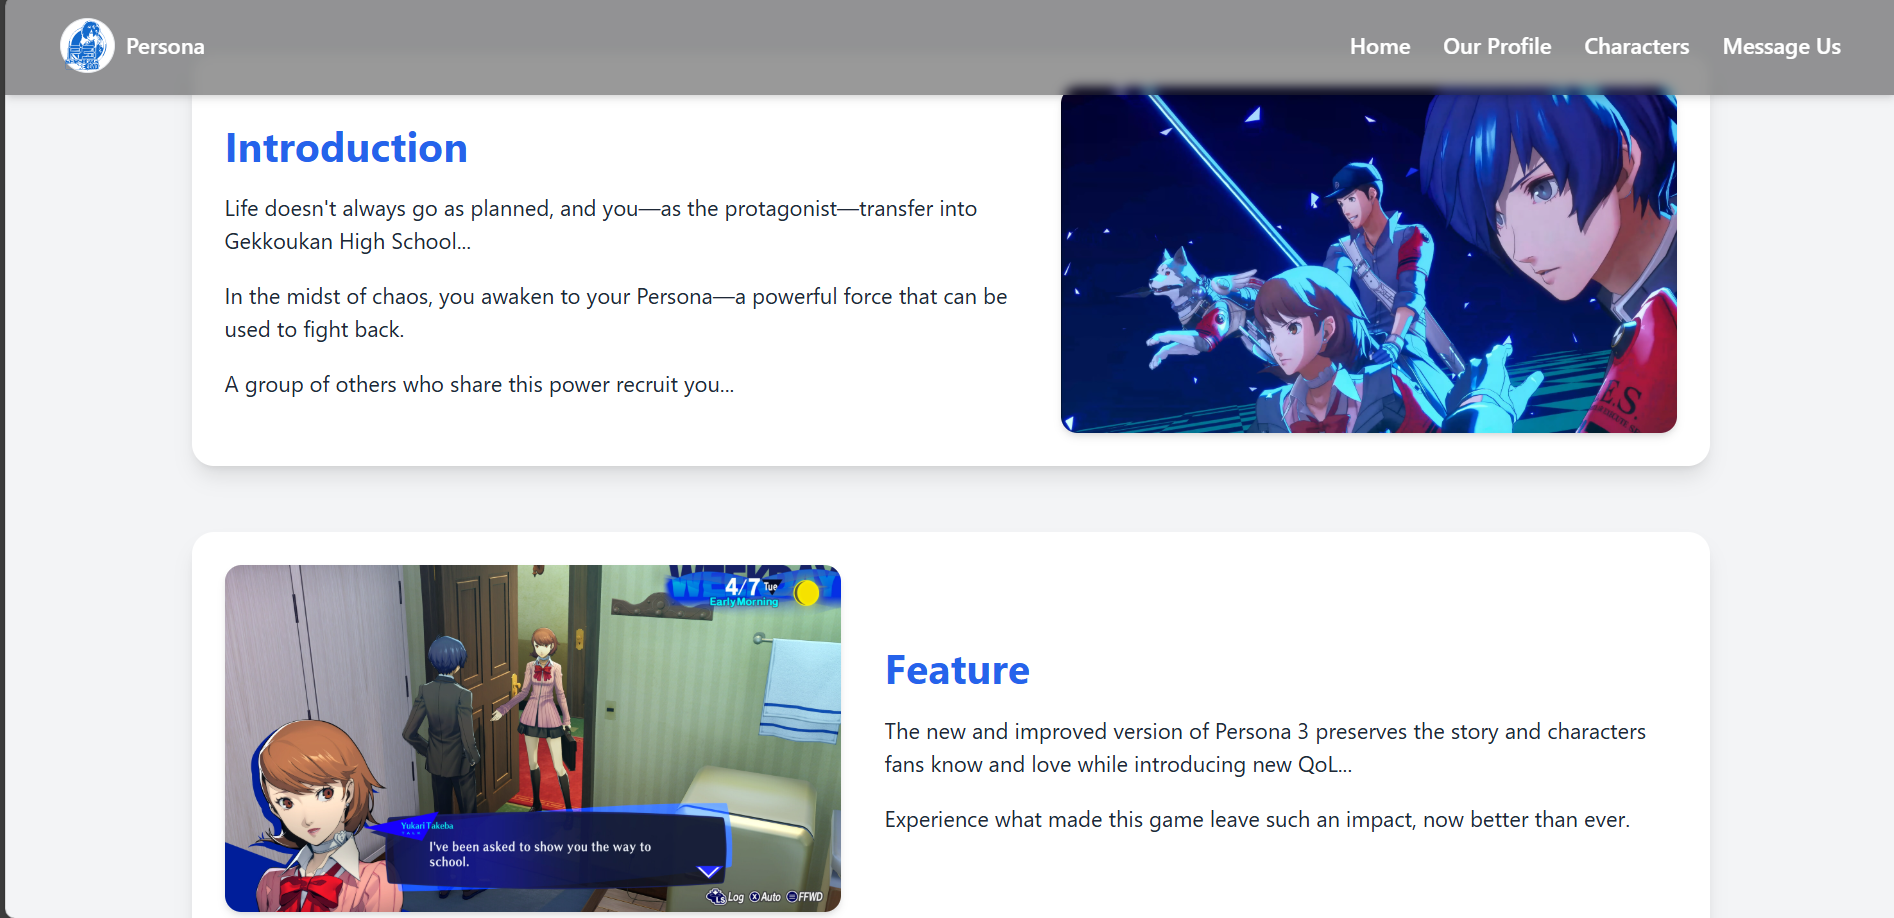 Persona
Home
Our Profile
Characters
Message Us
Introduction
Life doesn't always go as planned, and you—as the protagonist—transfer into
Gekkoukan High School...
In the midst of chaos, you awaken to your Persona—a powerful force that can be
used to fight back.
A group of others who share this power recruit you...
E.S.
WEEKDAY
4/7 Tue
Early Morning
Yukari Takeba
TALK
I've been asked to show you the way to
school.
LS Log X Auto FFWD
Feature
The new and improved version of Persona 3 preserves the story and characters
fans know and love while introducing new QoL...
Experience what made this game leave such an impact, now better than ever.